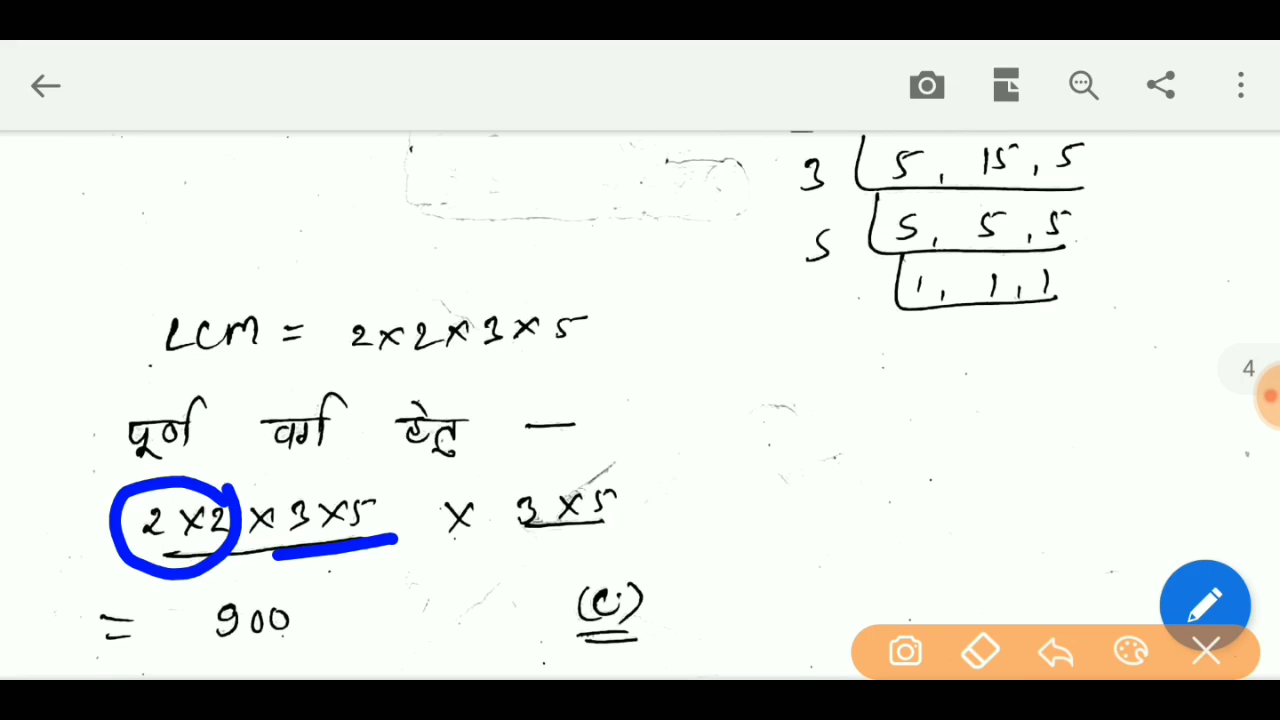 3 5, 15, 5
5 5, 5, 5
1, 1, 1
LCM = 2×2×3×5
4
पूर्ण वर्ग हेतु —
2×2×3×5 × 3×5
= 900 (C)